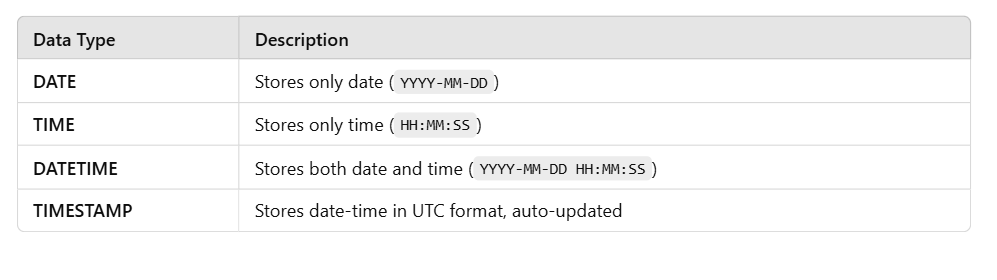 Data Type Description
DATE Stores only date ( YYYY-MM-DD )
TIME Stores only time ( HH:MM:SS )
DATETIME Stores both date and time ( YYYY-MM-DD HH:MM:SS )
TIMESTAMP Stores date-time in UTC format, auto-updated